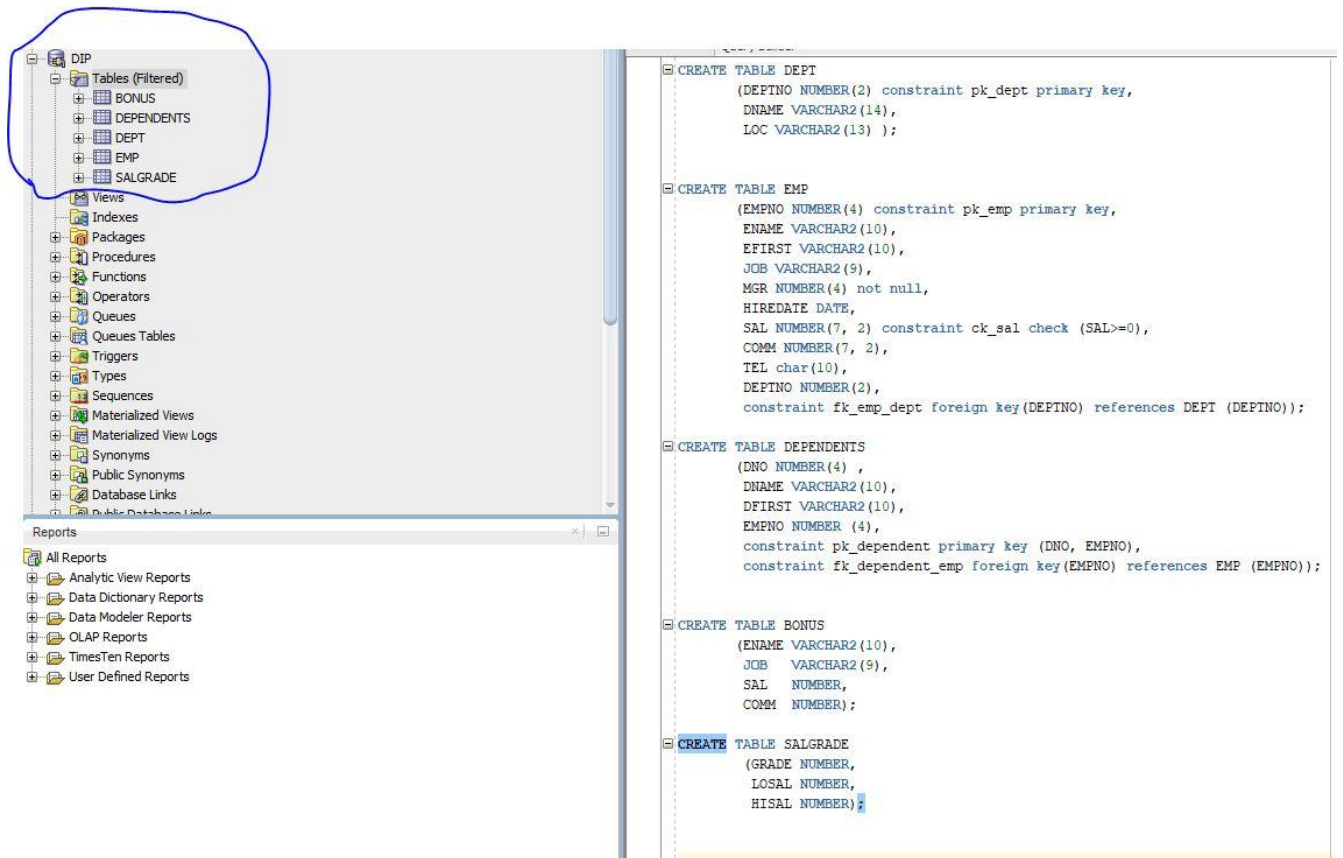 DIP
Tables (Filtered)
BONUS
DEPENDENTS
DEPT
EMP
SALGRADE
Views
Indexes
Packages
Procedures
Functions
Operators
Queues
Queues Tables
Triggers
Types
Sequences
Materialized Views
Materialized View Logs
Synonyms
Public Synonyms
Database Links
Public Database Links
Reports
All Reports
Analytic View Reports
Data Dictionary Reports
Data Modeler Reports
OLAP Reports
TimesTen Reports
User Defined Reports
CREATE TABLE DEPT
(DEPTNO NUMBER(2) constraint pk_dept primary key,
DNAME VARCHAR2(14),
LOC VARCHAR2(13) );
CREATE TABLE EMP
(EMPNO NUMBER(4) constraint pk_emp primary key,
ENAME VARCHAR2(10),
EFIRST VARCHAR2(10),
JOB VARCHAR2(9),
MGR NUMBER(4) not null,
HIREDATE DATE,
SAL NUMBER(7, 2) constraint ck_sal check (SAL>=0),
COMM NUMBER(7, 2),
TEL char(10),
DEPTNO NUMBER(2),
constraint fk_emp_dept foreign key(DEPTNO) references DEPT (DEPTNO));
CREATE TABLE DEPENDENTS
(DNO NUMBER(4) ,
DNAME VARCHAR2(10),
DFIRST VARCHAR2(10),
EMPNO NUMBER (4),
constraint pk_dependent primary key (DNO, EMPNO),
constraint fk_dependent_emp foreign key(EMPNO) references EMP (EMPNO));
CREATE TABLE BONUS
(ENAME VARCHAR2(10),
JOB VARCHAR2(9),
SAL NUMBER,
COMM NUMBER);
CREATE TABLE SALGRADE
(GRADE NUMBER,
LOSAL NUMBER,
HISAL NUMBER);